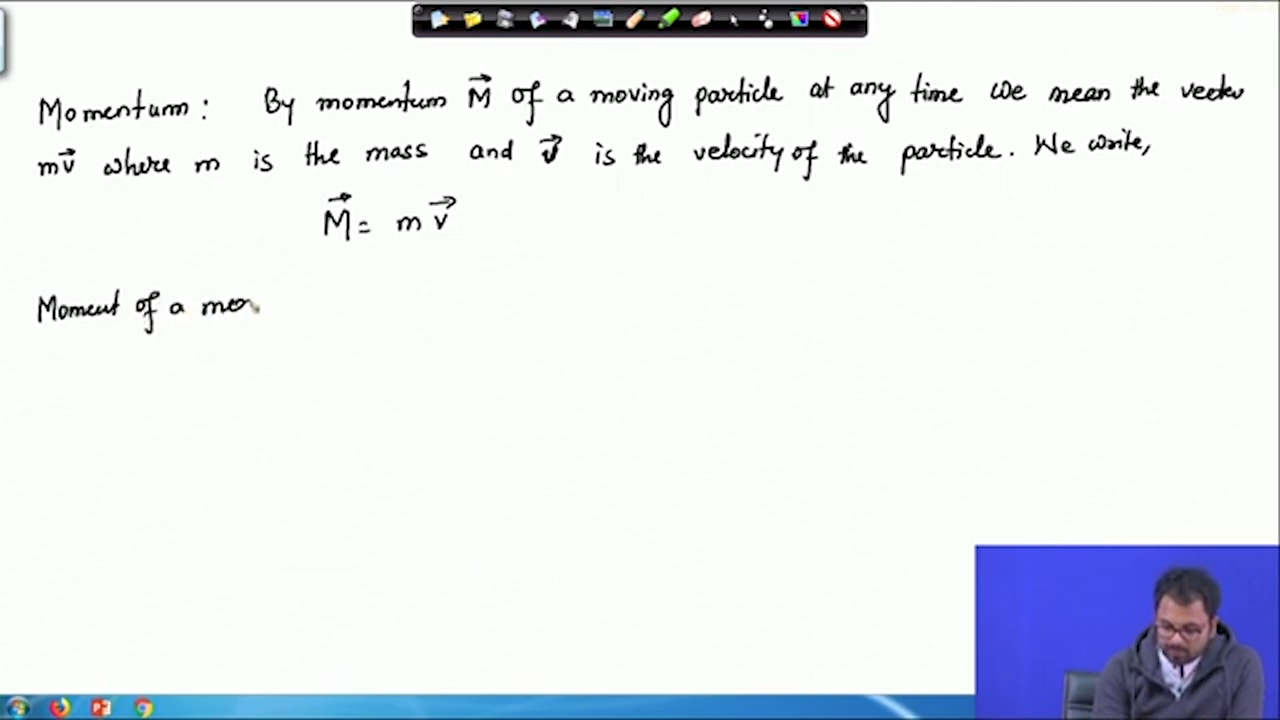 Momentum : By momentum M⃗ of a moving particle at any time we mean the vector
mv⃗ where m is the mass and v⃗ is the velocity of the particle. We write,
M⃗ = m v⃗
Moment of a mom